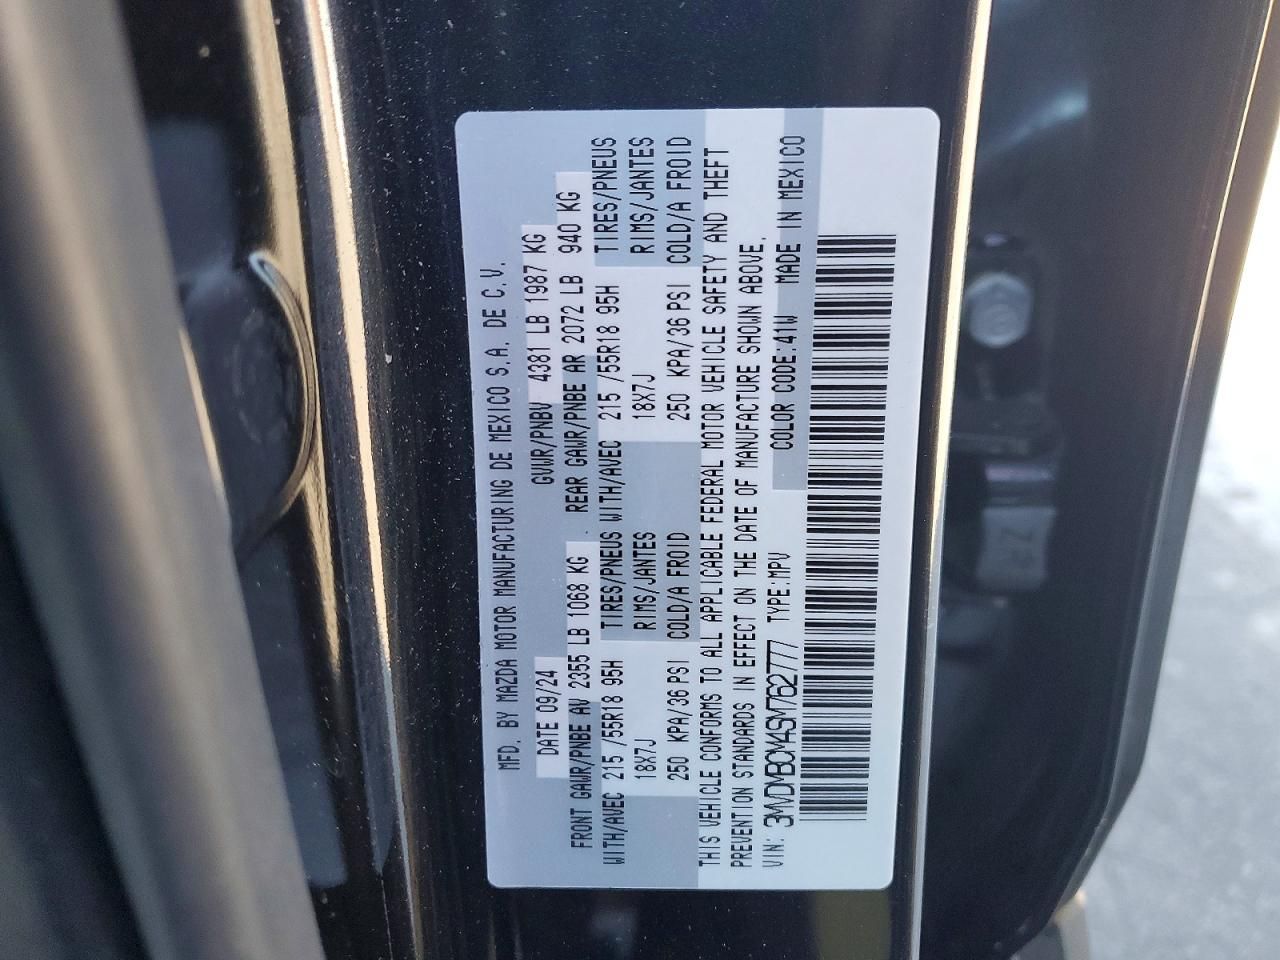 MFD. BY MAZDA MOTOR MANUFACTURING DE MEXICO S.A. DE C.V.
DATE 09/24 GVWR/PNBV 4381 LB 1987 KG
FRONT GAWR/PNBE AV 2355 LB 1068 KG REAR GAWR/PNBE AR 2072 LB 940 KG
WITH/AVEC 215 /55R18 95H TIRES/PNEUS WITH/AVEC 215 /55R18 95H TIRES/PNEUS
18X7J RIMS/JANTES 18X7J RIMS/JANTES
250 KPA/36 PSI COLD/A FROID 250 KPA/36 PSI COLD/A FROID
THIS VEHICLE CONFORMS TO ALL APPLICABLE FEDERAL MOTOR VEHICLE SAFETY AND THEFT
PREVENTION STANDARDS IN EFFECT ON THE DATE OF MANUFACTURE SHOWN ABOVE.
VIN: 3MVDMBCM4SM762777 TYPE:MPV COLOR CODE:41W MADE IN MEXICO